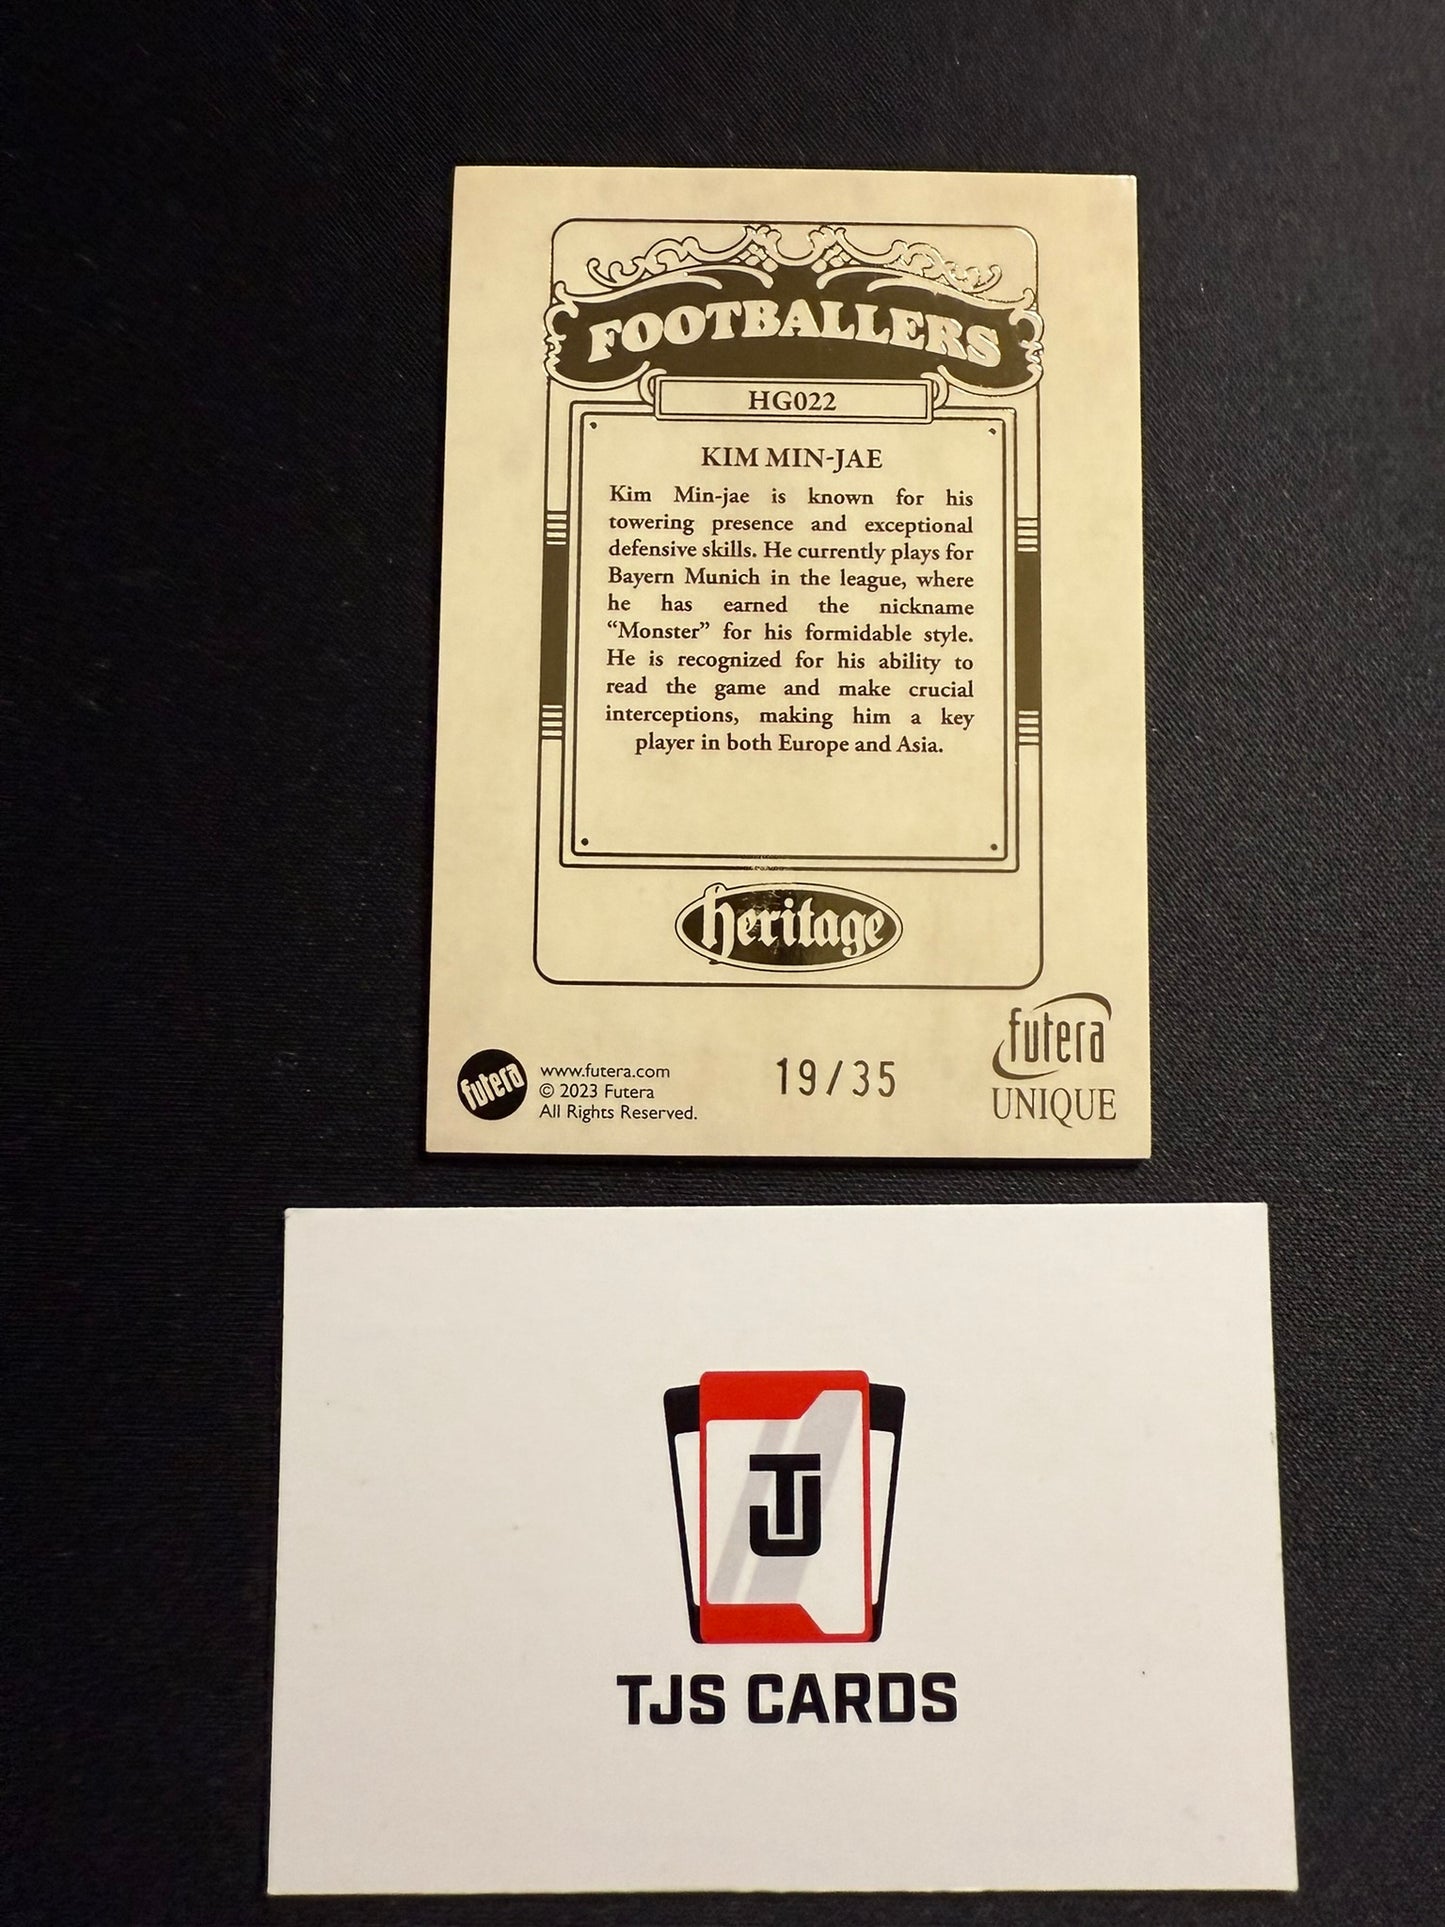 FOOTBALLERS
HG022
KIM MIN-JAE
Kim Min-jae is known for his
towering presence and exceptional
defensive skills. He currently plays for
Bayern Munich in the league, where
he has earned the nickname
“Monster” for his formidable style.
He is recognized for his ability to
read the game and make crucial
interceptions, making him a key
player in both Europe and Asia.
heritage
futera
www.futera.com
© 2023 Futera
All Rights Reserved.
19/35
futera
UNIQUE
TJ
TJS CARDS